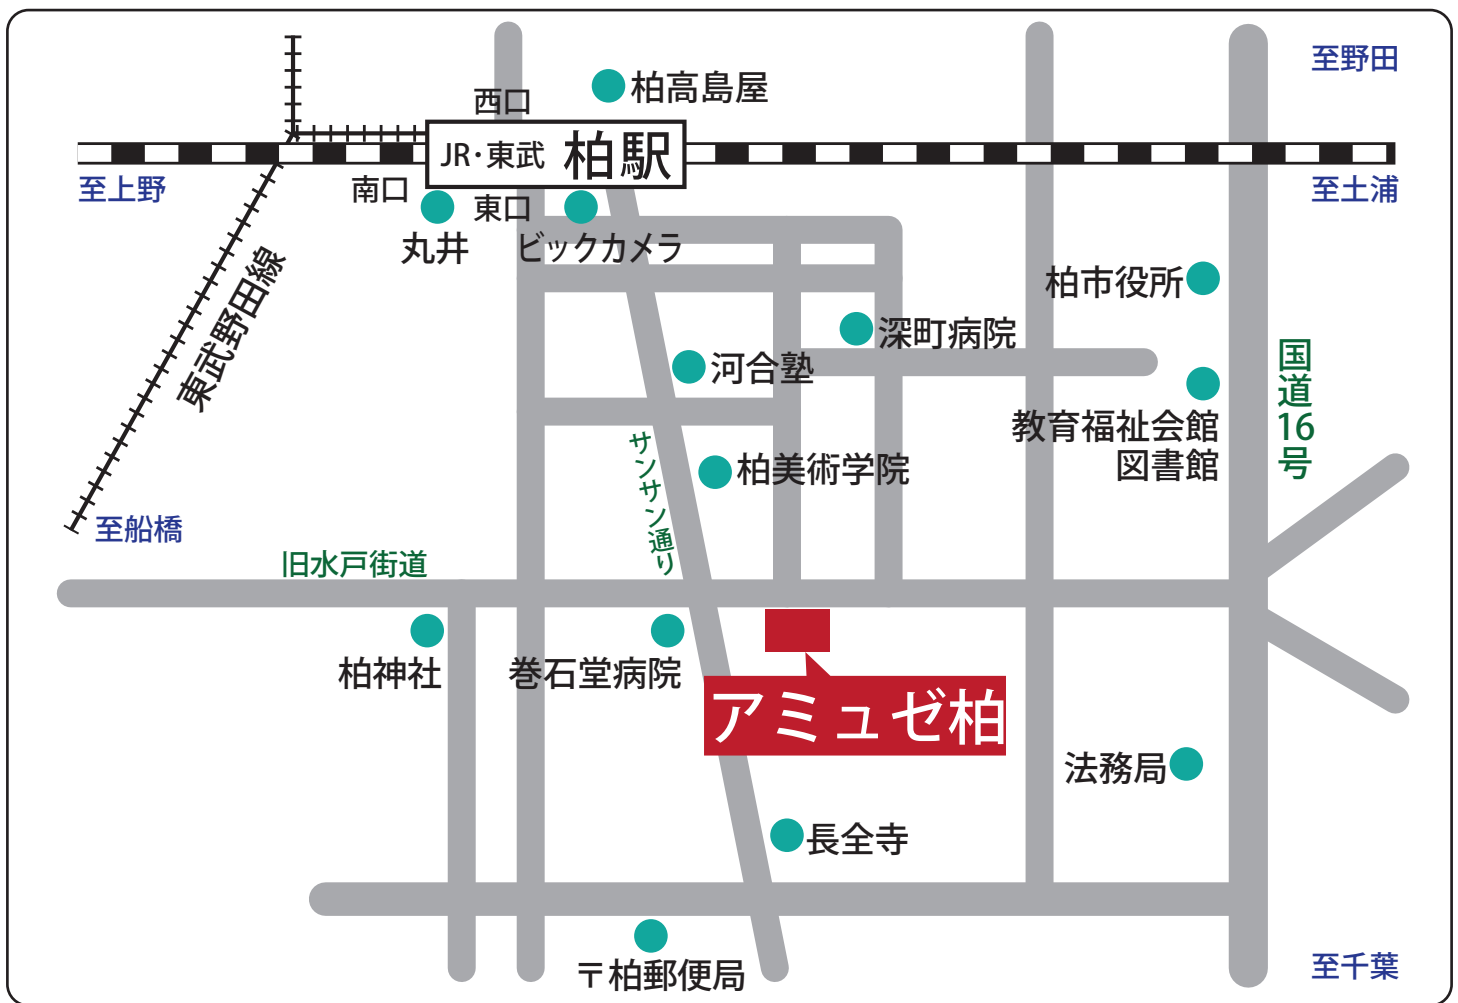 至野田
柏高島屋
西口
JR・東武 柏駅
至上野
南口
東口
至土浦
丸井
ビックカメラ
東武野田線
柏市役所
深町病院
国道16号
河合塾
教育福祉会館
図書館
サンサン通り
柏美術学院
至船橋
旧水戸街道
柏神社
巻石堂病院
アミュゼ柏
法務局
長全寺
〒柏郵便局
至千葉